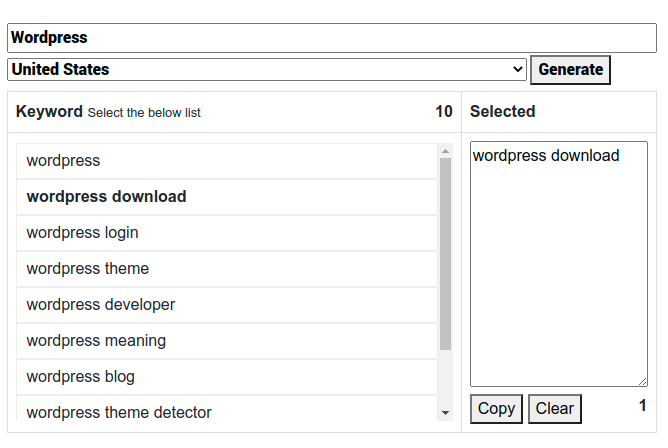 Wordpress
United States
Generate
Keyword Select the below list 10
Selected
wordpress
wordpress download
wordpress login
wordpress theme
wordpress developer
wordpress meaning
wordpress blog
wordpress theme detector
wordpress download
Copy Clear 1